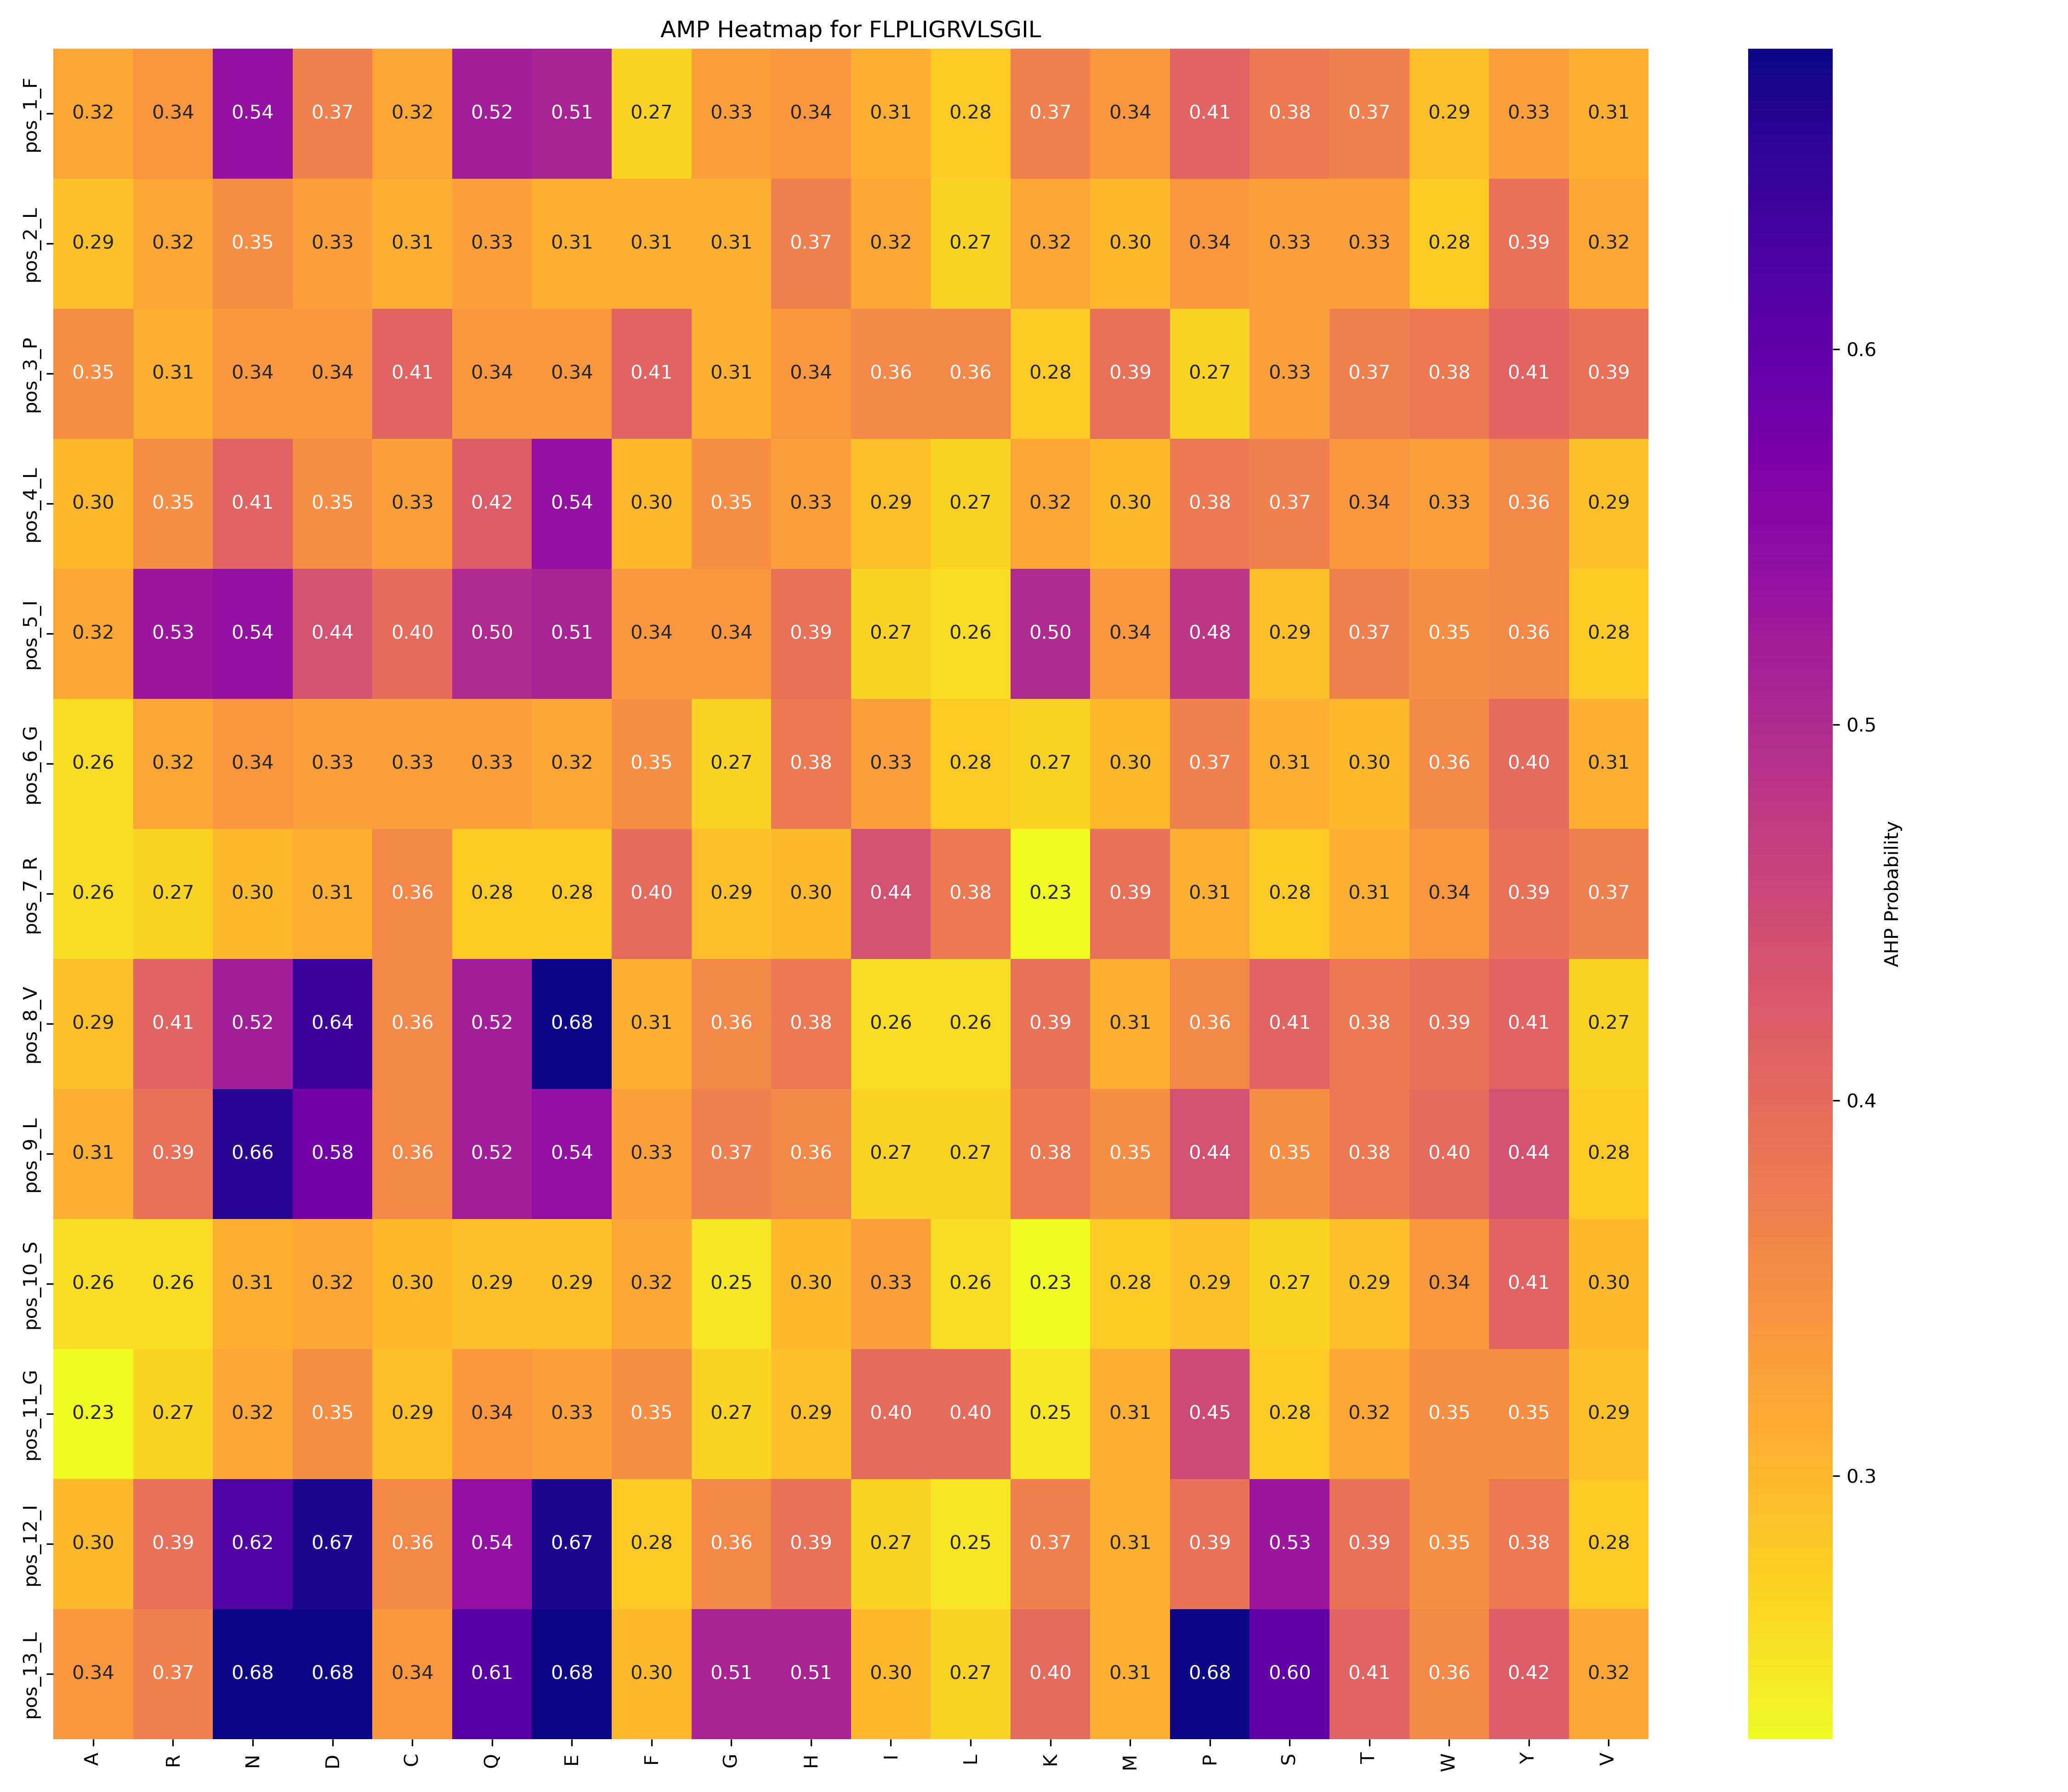 AMP Heatmap for FLPLIGRVLSGIL
pos_1_F 0.32 0.34 0.54 0.37 0.32 0.52 0.51 0.27 0.33 0.34 0.31 0.28 0.37 0.34 0.41 0.38 0.37 0.29 0.33 0.31
pos_2_L 0.29 0.32 0.35 0.33 0.31 0.33 0.31 0.31 0.31 0.37 0.32 0.27 0.32 0.30 0.34 0.33 0.33 0.28 0.39 0.32
pos_3_P 0.35 0.31 0.34 0.34 0.41 0.34 0.34 0.41 0.31 0.34 0.36 0.36 0.28 0.39 0.27 0.33 0.37 0.38 0.41 0.39
pos_4_L 0.30 0.35 0.41 0.35 0.33 0.42 0.54 0.30 0.35 0.33 0.29 0.27 0.32 0.30 0.38 0.37 0.34 0.33 0.36 0.29
pos_5_I 0.32 0.53 0.54 0.44 0.40 0.50 0.51 0.34 0.34 0.39 0.27 0.26 0.50 0.34 0.48 0.29 0.37 0.35 0.36 0.28
pos_6_G 0.26 0.32 0.34 0.33 0.33 0.33 0.32 0.35 0.27 0.38 0.33 0.28 0.27 0.30 0.37 0.31 0.30 0.36 0.40 0.31
pos_7_R 0.26 0.27 0.30 0.31 0.36 0.28 0.28 0.40 0.29 0.30 0.44 0.38 0.23 0.39 0.31 0.28 0.31 0.34 0.39 0.37
pos_8_V 0.29 0.41 0.52 0.64 0.36 0.52 0.68 0.31 0.36 0.38 0.26 0.26 0.39 0.31 0.36 0.41 0.38 0.39 0.41 0.27
pos_9_L 0.31 0.39 0.66 0.58 0.36 0.52 0.54 0.33 0.37 0.36 0.27 0.27 0.38 0.35 0.44 0.35 0.38 0.40 0.44 0.28
pos_10_S 0.26 0.26 0.31 0.32 0.30 0.29 0.29 0.32 0.25 0.30 0.33 0.26 0.23 0.28 0.29 0.27 0.29 0.34 0.41 0.30
pos_11_G 0.23 0.27 0.32 0.35 0.29 0.34 0.33 0.35 0.27 0.29 0.40 0.40 0.25 0.31 0.45 0.28 0.32 0.35 0.35 0.29
pos_12_I 0.30 0.39 0.62 0.67 0.36 0.54 0.67 0.28 0.36 0.39 0.27 0.25 0.37 0.31 0.39 0.53 0.39 0.35 0.38 0.28
pos_13_L 0.34 0.37 0.68 0.68 0.34 0.61 0.68 0.30 0.51 0.51 0.30 0.27 0.40 0.31 0.68 0.60 0.41 0.36 0.42 0.32
A R N D C Q E F G H I L K M P S T W Y V
0.6
0.5
0.4
0.3
AHP Probability